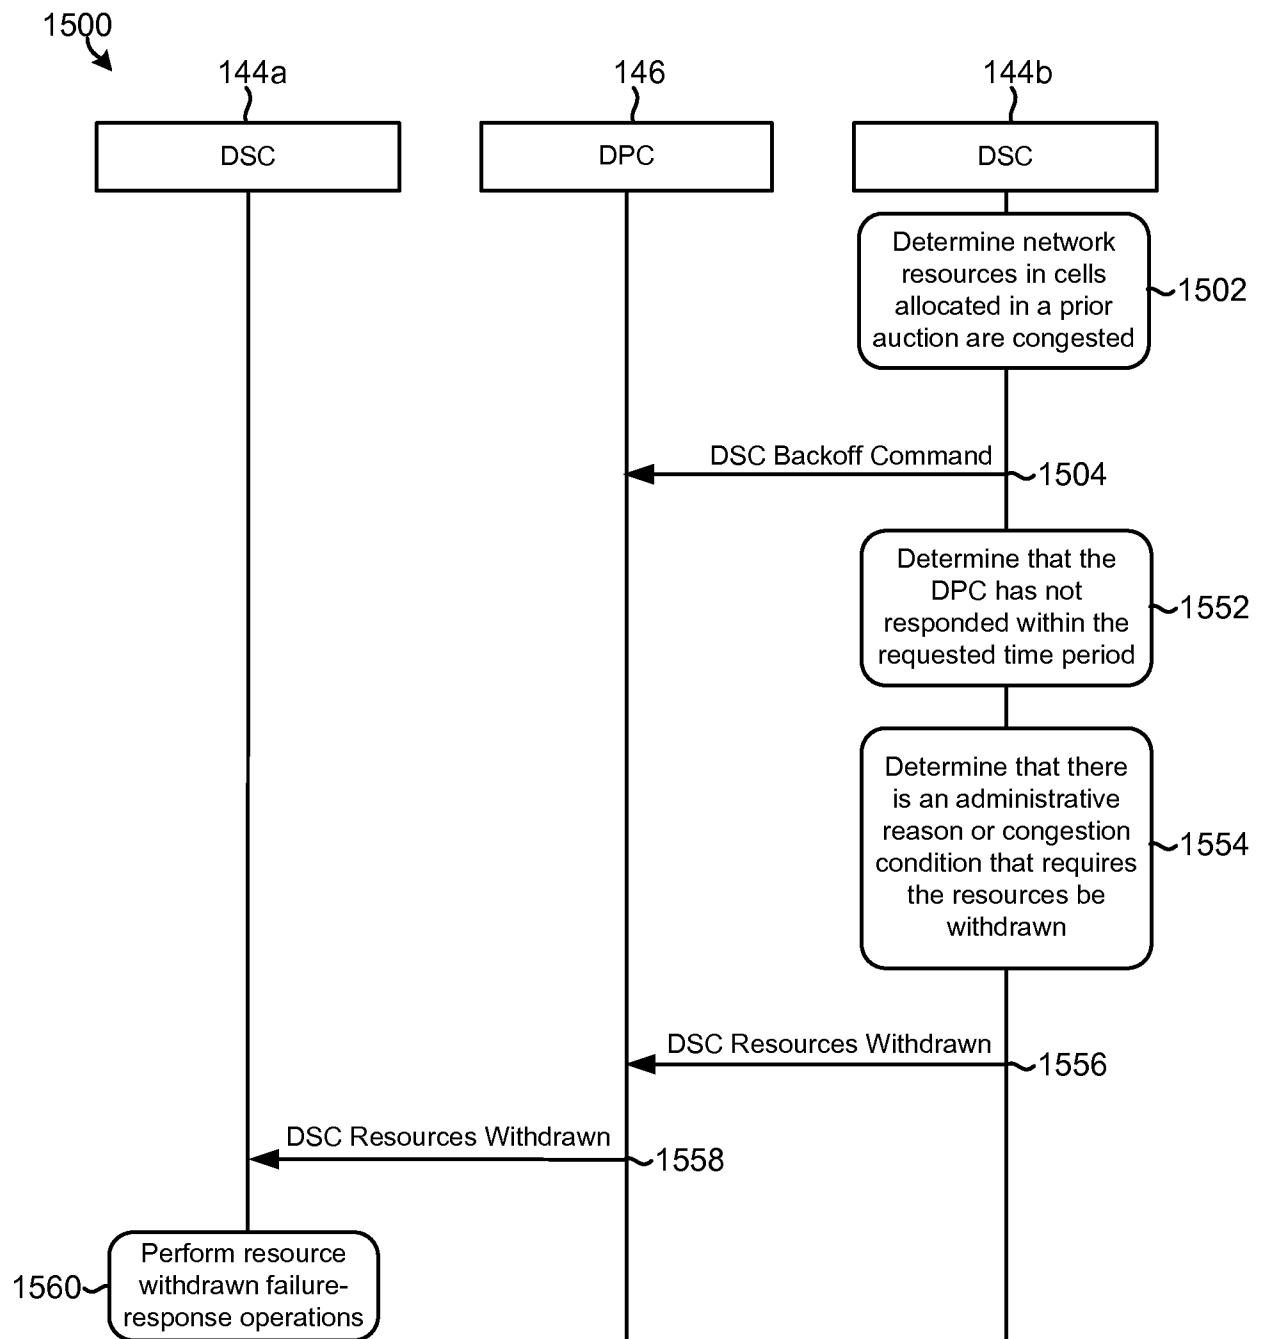 1500
144a
146
144b
DSC
DPC
DSC
Determine network
resources in cells
allocated in a prior
auction are congested
1502
DSC Backoff Command
1504
Determine that the
DPC has not
responded within the
requested time period
1552
Determine that there
is an administrative
reason or congestion
condition that requires
the resources be
withdrawn
1554
DSC Resources Withdrawn
1556
DSC Resources Withdrawn
1558
Perform resource
withdrawn failure-
response operations
1560